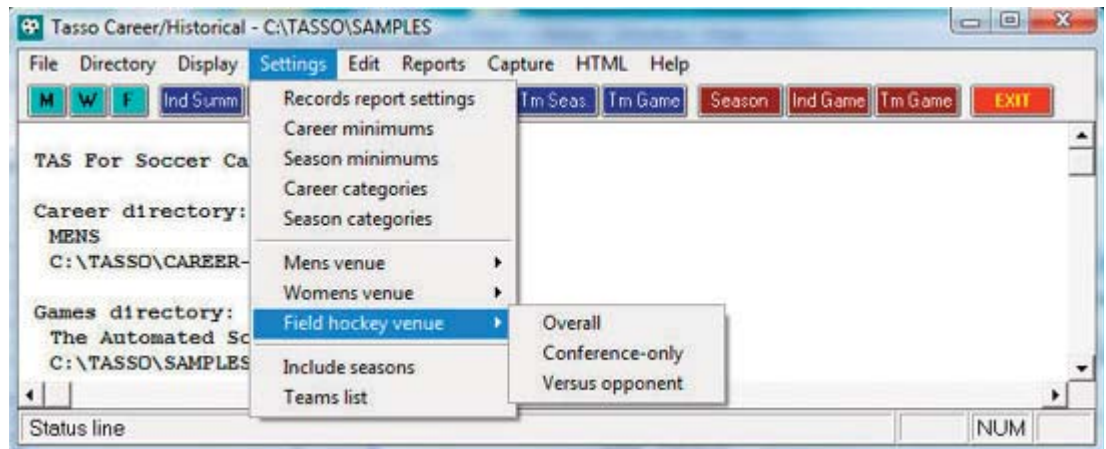 Tasso Career/Historical - C:\TASSO\SAMPLES
File Directory Display Settings Edit Reports Capture HTML Help
M W F Ind Summ Tm Seas Tm Game Season Ind Game Tm Game EXIT
Records report settings
Career minimums
Season minimums
Career categories
Season categories
Mens venue
Womens venue
Field hockey venue
Include seasons
Teams list
Overall
Conference-only
Versus opponent
TAS For Soccer Ca
Career directory:
MENS
C:\TASSO\CAREER-
Games directory:
The Automated Sc
C:\TASSO\SAMPLES
Status line NUM